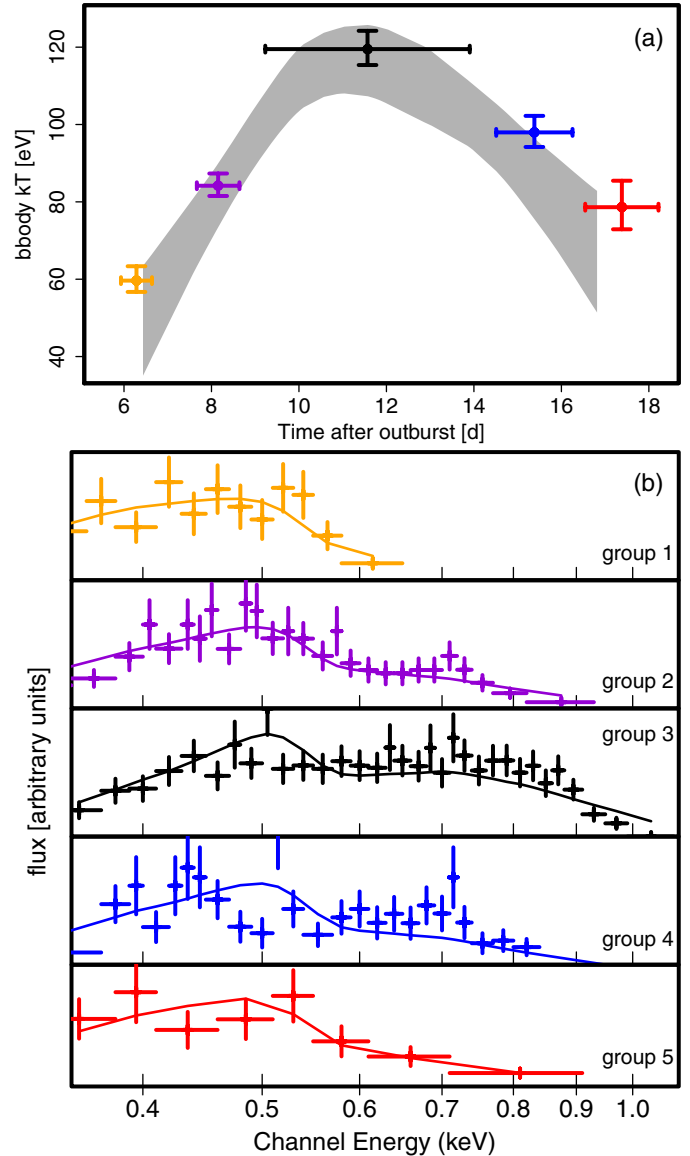 (a)
120
100
80
60
40
bbody kT [eV]
6 8 10 12 14 16 18
Time after outburst [d]
(b)
group 1
group 2
group 3
group 4
group 5
flux [arbitrary units]
0.4 0.5 0.6 0.7 0.8 0.9 1.0
Channel Energy (keV)